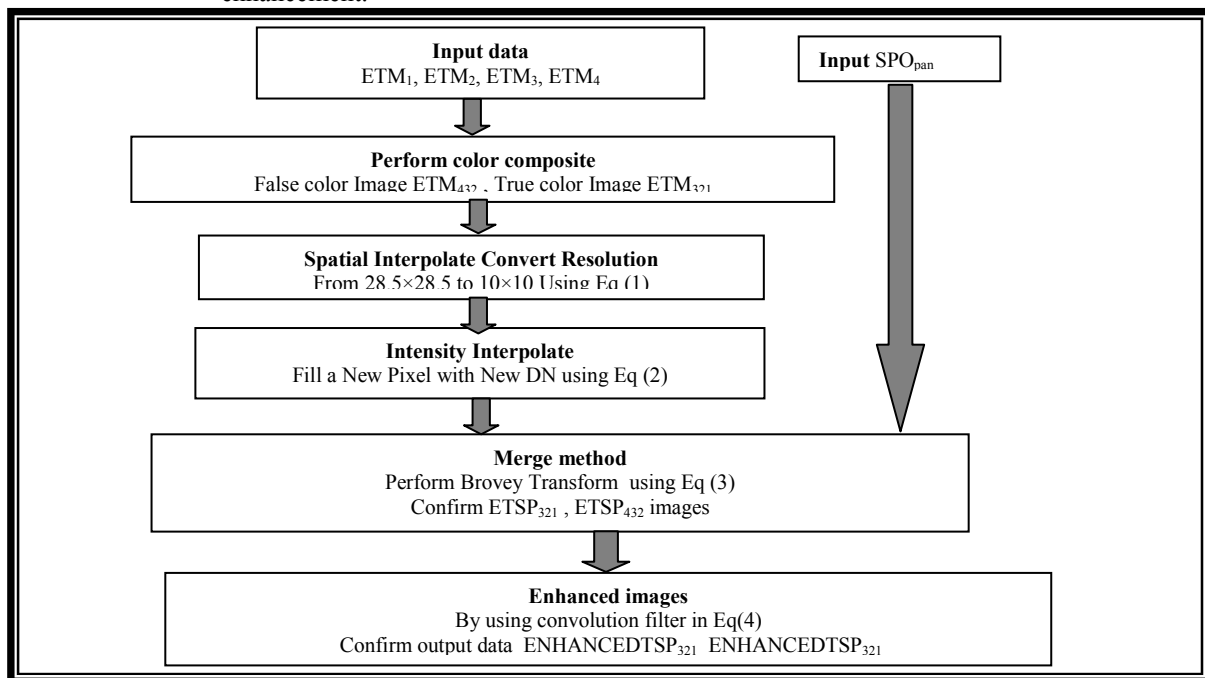 enhancement.
Input data
ETM₁, ETM₂, ETM₃, ETM₄
Input SPOₚₐₙ
Perform color composite
False color Image ETM₄₃₂ , True color Image ETM₃₂₁
Spatial Interpolate Convert Resolution
From 28.5×28.5 to 10×10 Using Eq (1)
Intensity Interpolate
Fill a New Pixel with New DN using Eq (2)
Merge method
Perform Brovey Transform using Eq (3)
Confirm ETSP₃₂₁ , ETSP₄₃₂ images
Enhanced images
By using convolution filter in Eq(4)
Confirm output data ENHANCEDTSP₃₂₁ ENHANCEDTSP₃₂₁